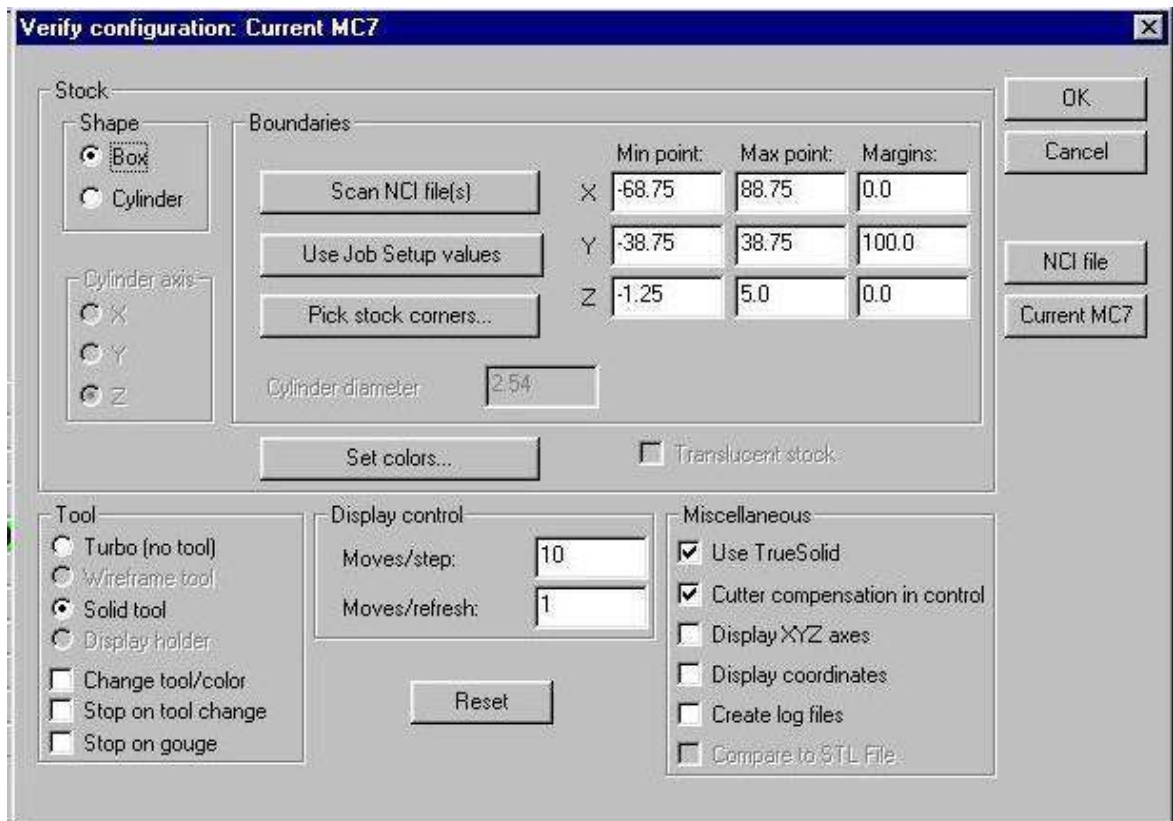 Verify configuration: Current MC7
Stock
Shape
Box
Cylinder
Cylinder axis
X
Y
Z
Boundaries
Scan NCI file(s)
Use Job Setup values
Pick stock corners...
Min point: Max point: Margins:
X -68.75 88.75 0.0
Y -38.75 38.75 100.0
Z -1.25 5.0 0.0
Cylinder diameter 2.54
Set colors...
Translucent stock
OK
Cancel
NCI file
Current MC7
Tool
Turbo (no tool)
Wireframe tool
Solid tool
Display holder
Change tool/color
Stop on tool change
Stop on gouge
Display control
Moves/step: 10
Moves/refresh: 1
Reset
Miscellaneous
Use TrueSolid
Cutter compensation in control
Display XYZ axes
Display coordinates
Create log files
Compare to STL File